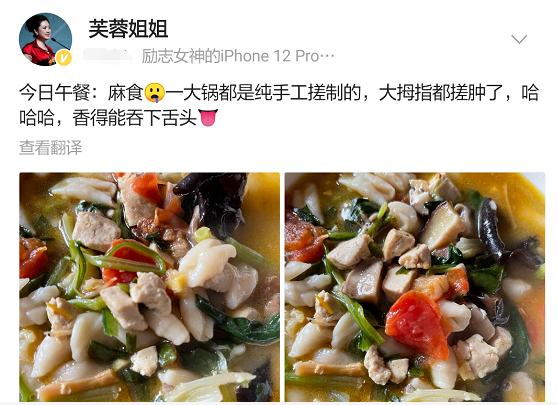 芙蓉姐姐
励志女神的iPhone 12 Pro…
今日午餐：麻食😲一大锅都是纯手工搓制的，大拇指都搓肿了，哈
哈哈，香得能吞下舌头👅
查看翻译